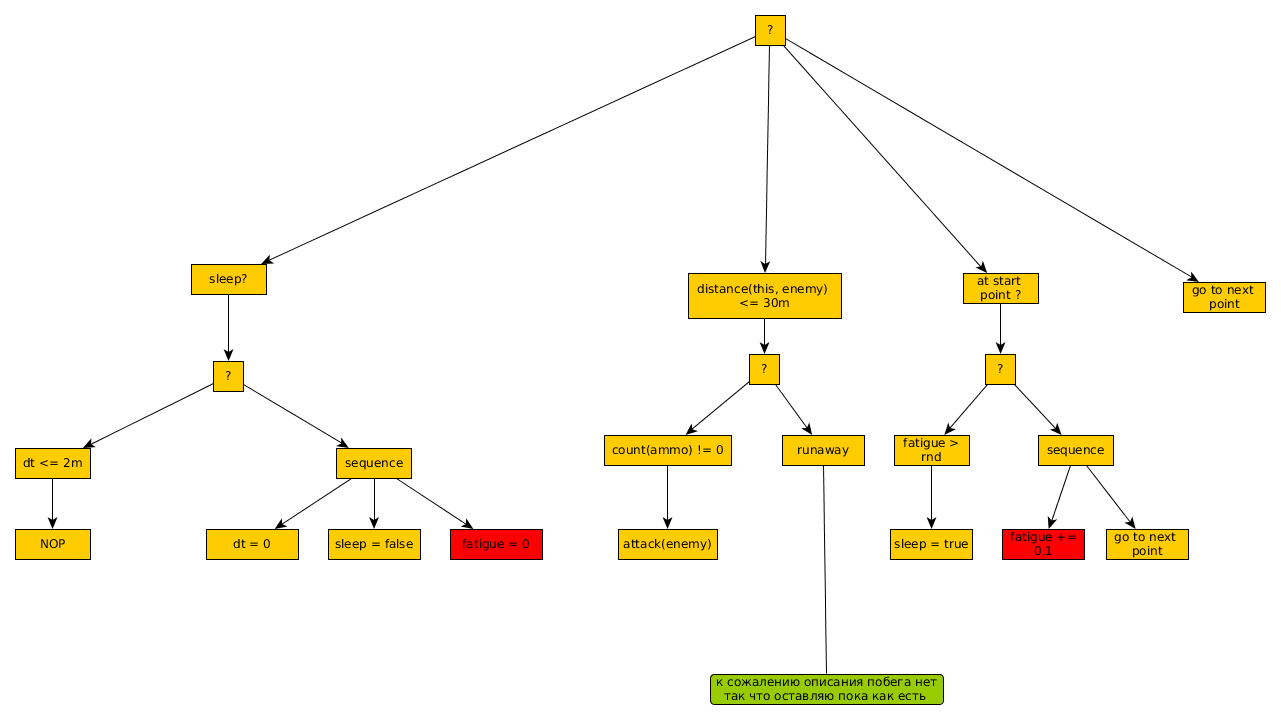 ?
sleep?
distance(this, enemy)
<= 30m
at start
point ?
go to next
point
?
?
?
dt <= 2m
sequence
count(ammo) != 0
runaway
fatigue >
rnd
sequence
NOP
dt = 0
sleep = false
fatigue = 0
attack(enemy)
sleep = true
fatigue +=
0.1
go to next
point
к сожалению описания побега нет
так что оставляю пока как есть